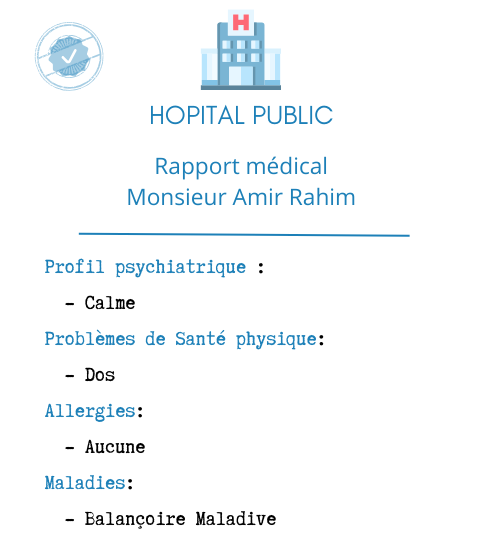 H
HOPITAL PUBLIC
Rapport médical
Monsieur Amir Rahim
Profil psychiatrique :
- Calme
Problèmes de Santé physique:
- Dos
Allergies:
- Aucune
Maladies:
- Balançoire Maladive